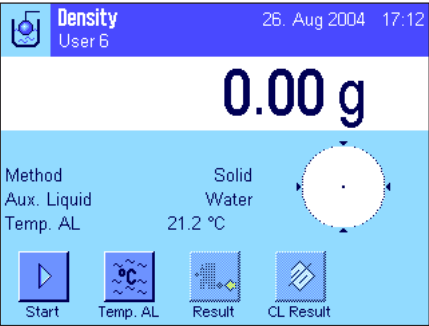 Density 26. Aug 2004 17:12
User 6
0.00 g
Method Solid
Aux. Liquid Water
Temp. AL 21.2 °C
°C
Start Temp. AL Result CL Result